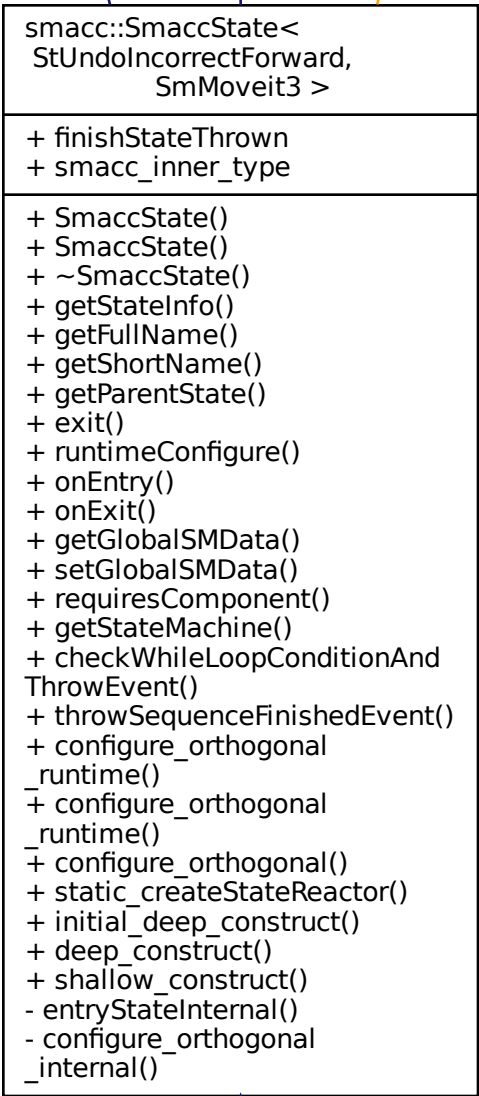 smacc::SmaccState<
StUndoIncorrectForward,
SmMoveit3 >
+ finishStateThrown
+ smacc_inner_type
+ SmaccState()
+ SmaccState()
+ ~SmaccState()
+ getStateInfo()
+ getFullName()
+ getShortName()
+ getParentState()
+ exit()
+ runtimeConfigure()
+ onEntry()
+ onExit()
+ getGlobalSMData()
+ setGlobalSMData()
+ requiresComponent()
+ getStateMachine()
+ checkWhileLoopConditionAnd
ThrowEvent()
+ throwSequenceFinishedEvent()
+ configure_orthogonal
_runtime()
+ configure_orthogonal
_runtime()
+ configure_orthogonal()
+ static_createStateReactor()
+ initial_deep_construct()
+ deep_construct()
+ shallow_construct()
- entryStateInternal()
- configure_orthogonal
_internal()